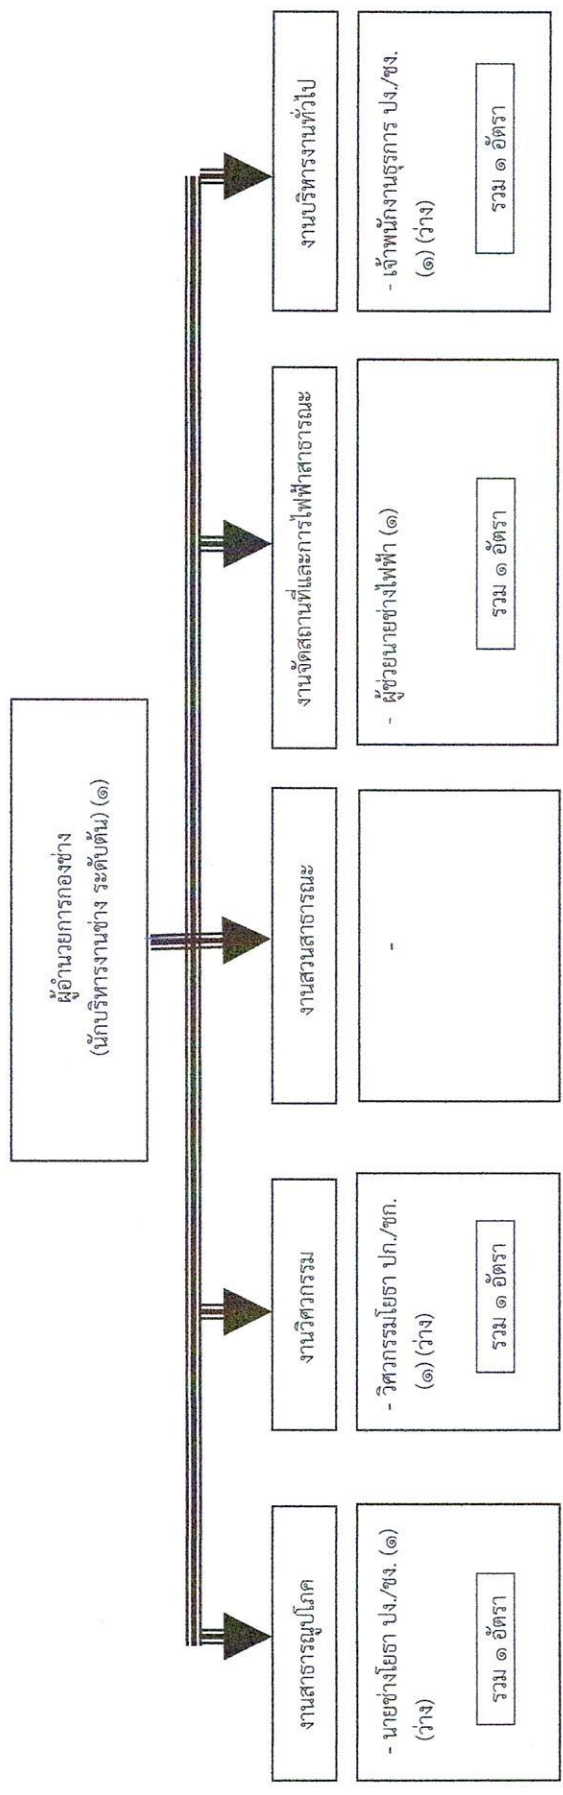 ผู้อำนวยการกองช่าง
(นักบริหารงานช่าง ระดับต้น) (๑)
งานสาธารณูปโภค
- นายช่างโยธา ปง./ชง. (๑)
(ว่าง)
รวม ๑ อัตรา
งานวิศวกรรม
- วิศวกรรมโยธา ปก./ชก.
(๑) (ว่าง)
รวม ๑ อัตรา
งานสวนสาธารณะ
-
งานจัดสถานที่และการไฟฟ้าสาธารณะ
- ผู้ช่วยนายช่างไฟฟ้า (๑)
รวม ๑ อัตรา
งานบริหารงานทั่วไป
- เจ้าพนักงานธุรการ ปง./ชง.
(๑) (ว่าง)
รวม ๑ อัตรา